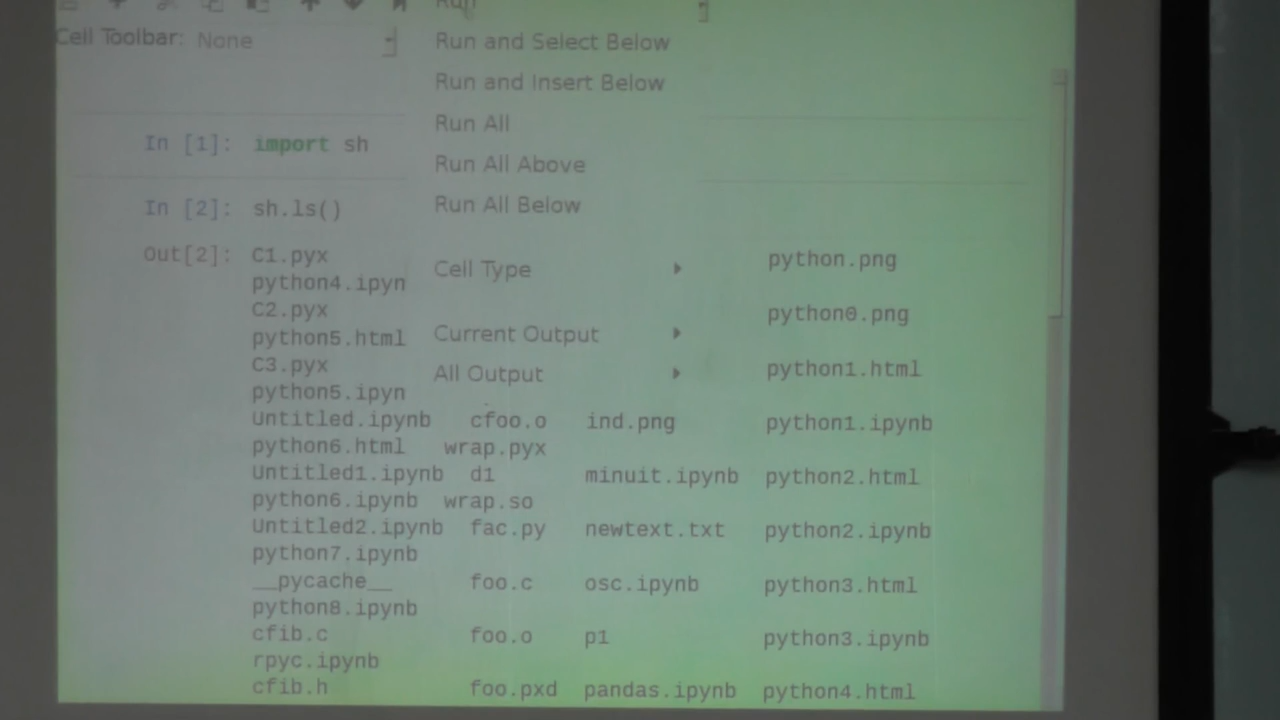 Run
Cell Toolbar: None
Run and Select Below
Run and Insert Below
Run All
Run All Above
Run All Below
Cell Type
Current Output
All Output
In [1]: import sh
In [2]: sh.ls()
Out[2]: C1.pyx python.png
python4.ipyn
C2.pyx python0.png
python5.html
C3.pyx python1.html
python5.ipyn
Untitled.ipynb cfoo.o ind.png python1.ipynb
python6.html wrap.pyx
Untitled1.ipynb d1 minuit.ipynb python2.html
python6.ipynb wrap.so
Untitled2.ipynb fac.py newtext.txt python2.ipynb
python7.ipynb
__pycache__ foo.c osc.ipynb python3.html
python8.ipynb
cfib.c foo.o p1 python3.ipynb
rpyc.ipynb
cfib.h foo.pxd pandas.ipynb python4.html